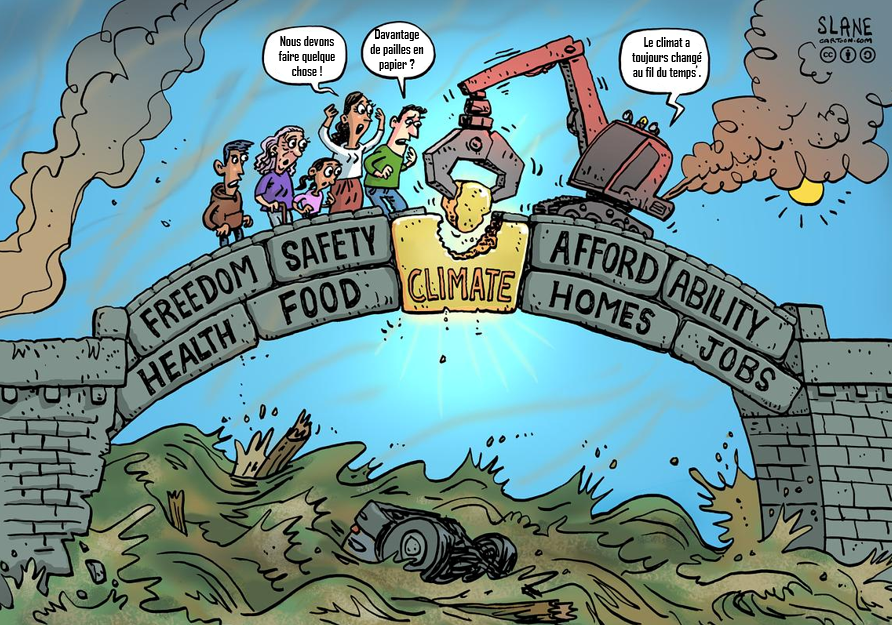 Nous devons
faire quelque
chose !
Davantage
de pailles en
papier ?
Le climat a
toujours changé
au fil du temps'.
SLANE
CARTOON.COM
cc
FREEDOM
SAFETY
HEALTH
FOOD
CLIMATE
AFFORD
ABILITY
HOMES
JOBS